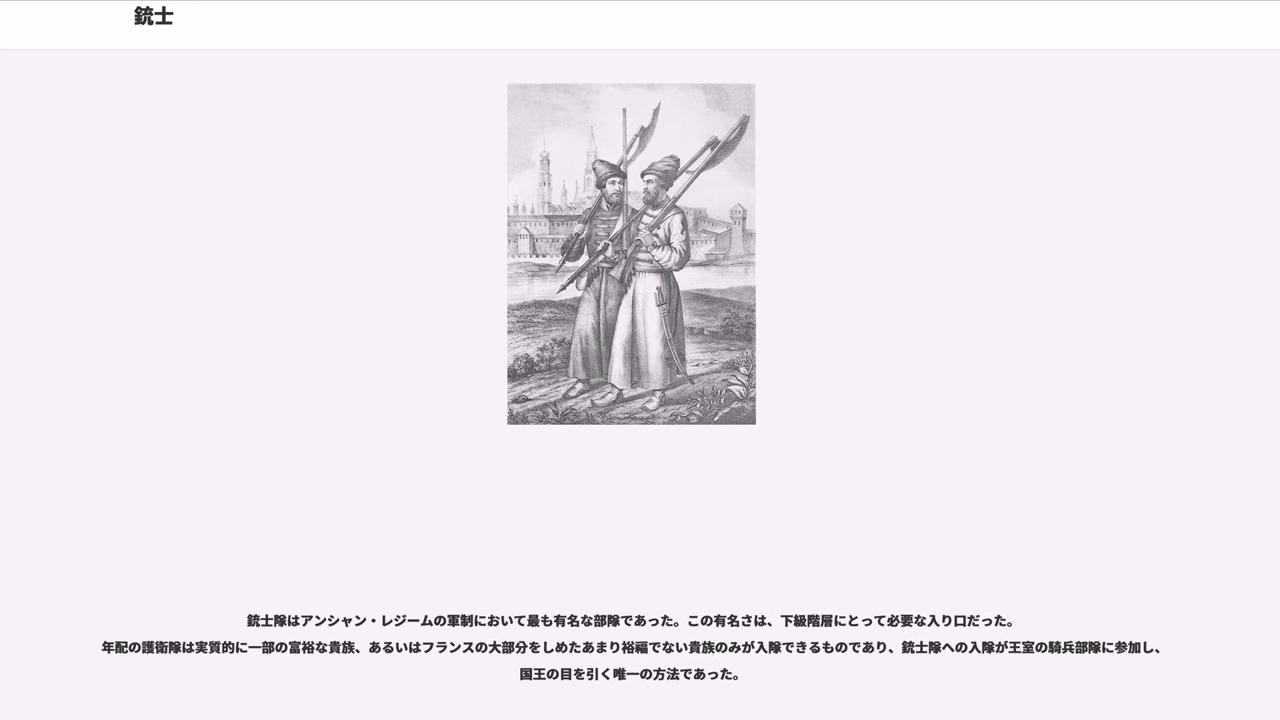 銃士
銃士隊はアンシャン・レジームの軍制において最も有名な部隊であった。この有名さは、下級階層にとって必要な入り口だった。
年配の護衛隊は実質的に一部の富裕な貴族、あるいはフランスの大部分をしめたあまり裕福でない貴族のみが入隊できるものであり、銃士隊への入隊が王室の騎兵部隊に参加し、
国王の目を引く唯一の方法であった。